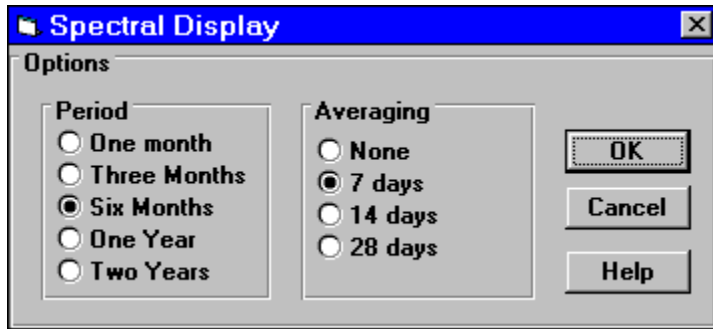 Spectral Display
Options
Period
One month
Three Months
Six Months
One Year
Two Years
Averaging
None
7 days
14 days
28 days
OK
Cancel
Help